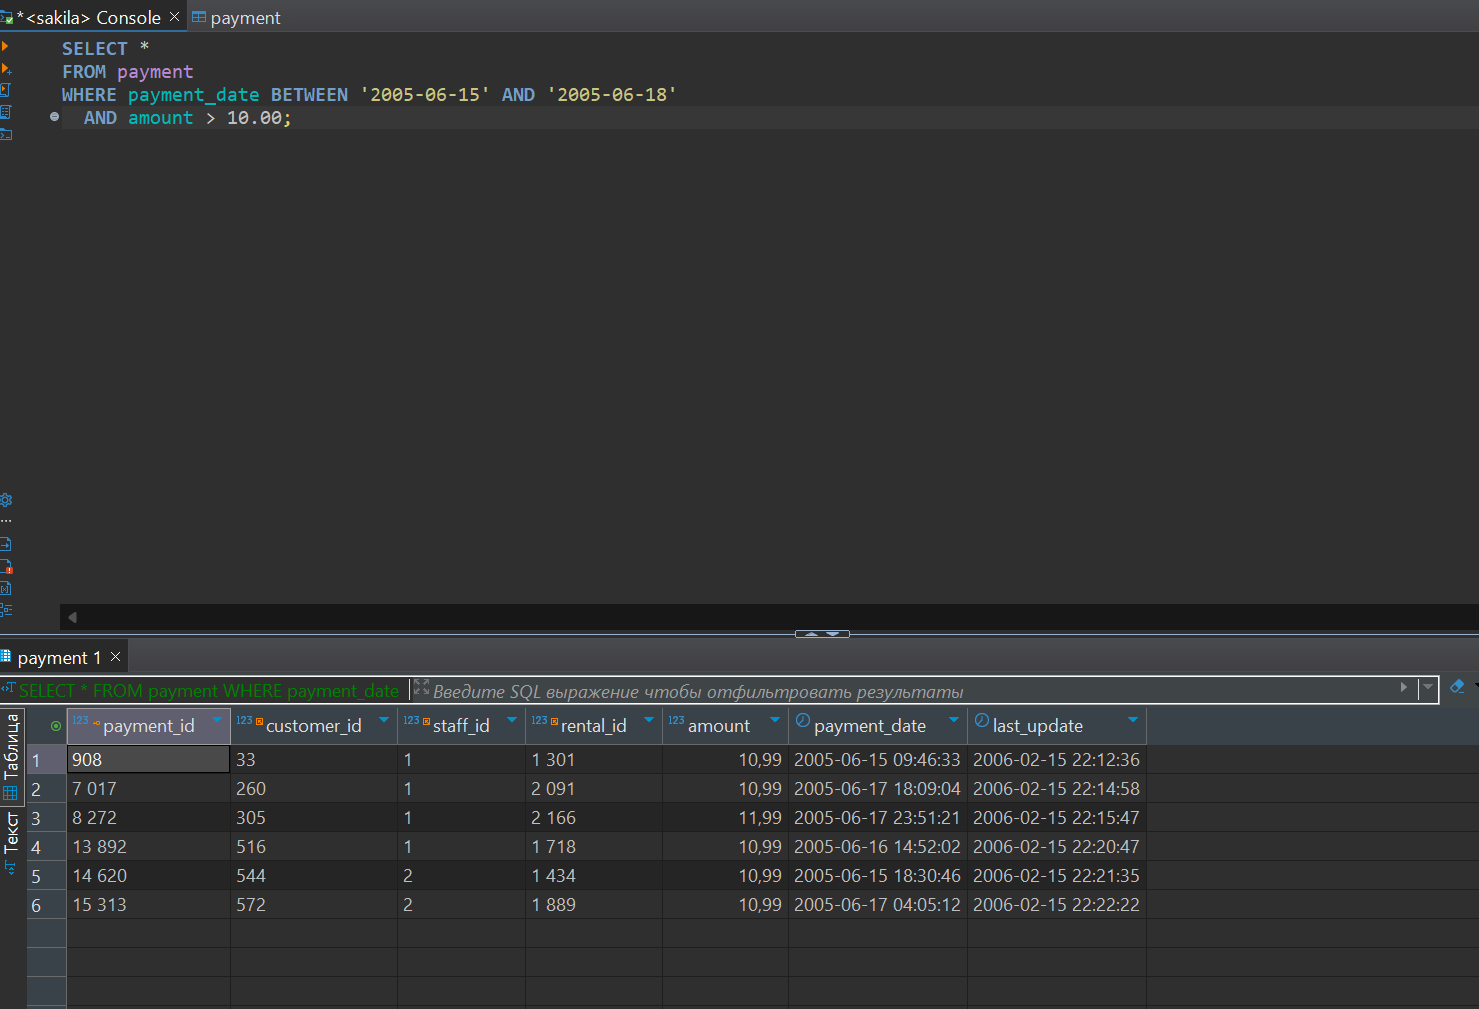 *<sakila> Console payment
SELECT *
FROM payment
WHERE payment_date BETWEEN '2005-06-15' AND '2005-06-18'
AND amount > 10.00;
payment 1
SELECT * FROM payment WHERE payment_date Введите SQL выражение чтобы отфильтровать результаты
Таблица
Текст
123 payment_id 123 customer_id 123 staff_id 123 rental_id 123 amount payment_date last_update
1 908 33 1 1 301 10,99 2005-06-15 09:46:33 2006-02-15 22:12:36
2 7 017 260 1 2 091 10,99 2005-06-17 18:09:04 2006-02-15 22:14:58
3 8 272 305 1 2 166 11,99 2005-06-17 23:51:21 2006-02-15 22:15:47
4 13 892 516 1 1 718 10,99 2005-06-16 14:52:02 2006-02-15 22:20:47
5 14 620 544 2 1 434 10,99 2005-06-15 18:30:46 2006-02-15 22:21:35
6 15 313 572 2 1 889 10,99 2005-06-17 04:05:12 2006-02-15 22:22:22